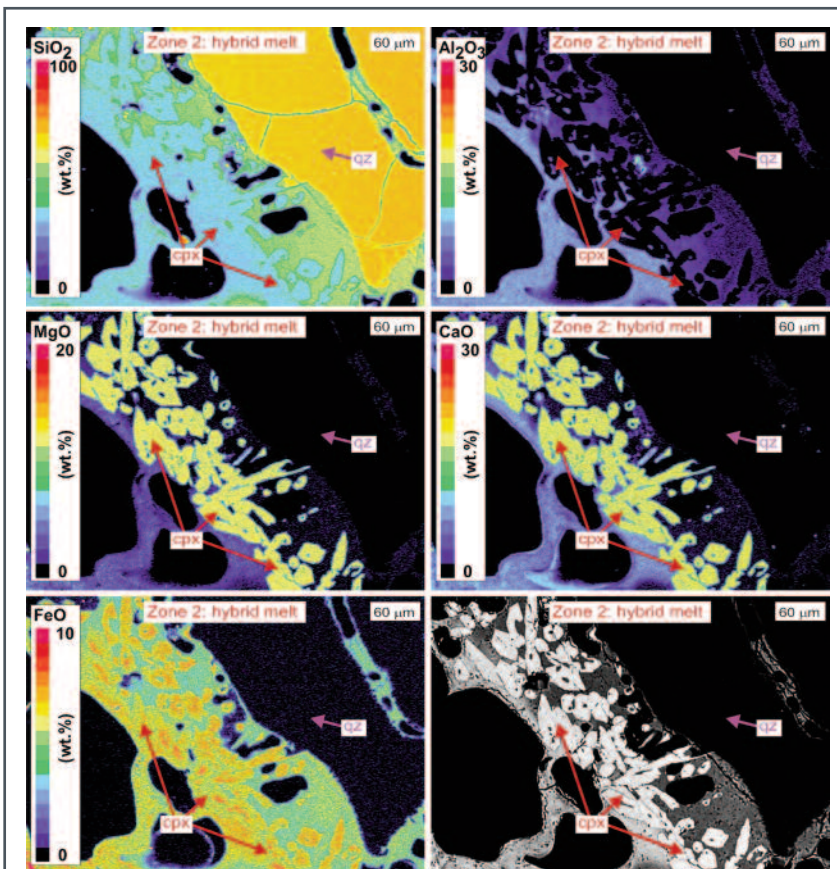 SiO₂
100
(wt.%)
0
Zone 2: hybrid melt
60 μm
qz
cpx
Al₂O₃
30
(wt.%)
0
Zone 2: hybrid melt
60 μm
qz
cpx
MgO
20
(wt.%)
0
Zone 2: hybrid melt
60 μm
qz
cpx
CaO
30
(wt.%)
0
Zone 2: hybrid melt
60 μm
qz
cpx
FeO
10
(wt.%)
0
Zone 2: hybrid melt
60 μm
qz
cpx
Zone 2: hybrid melt
60 μm
qz
cpx